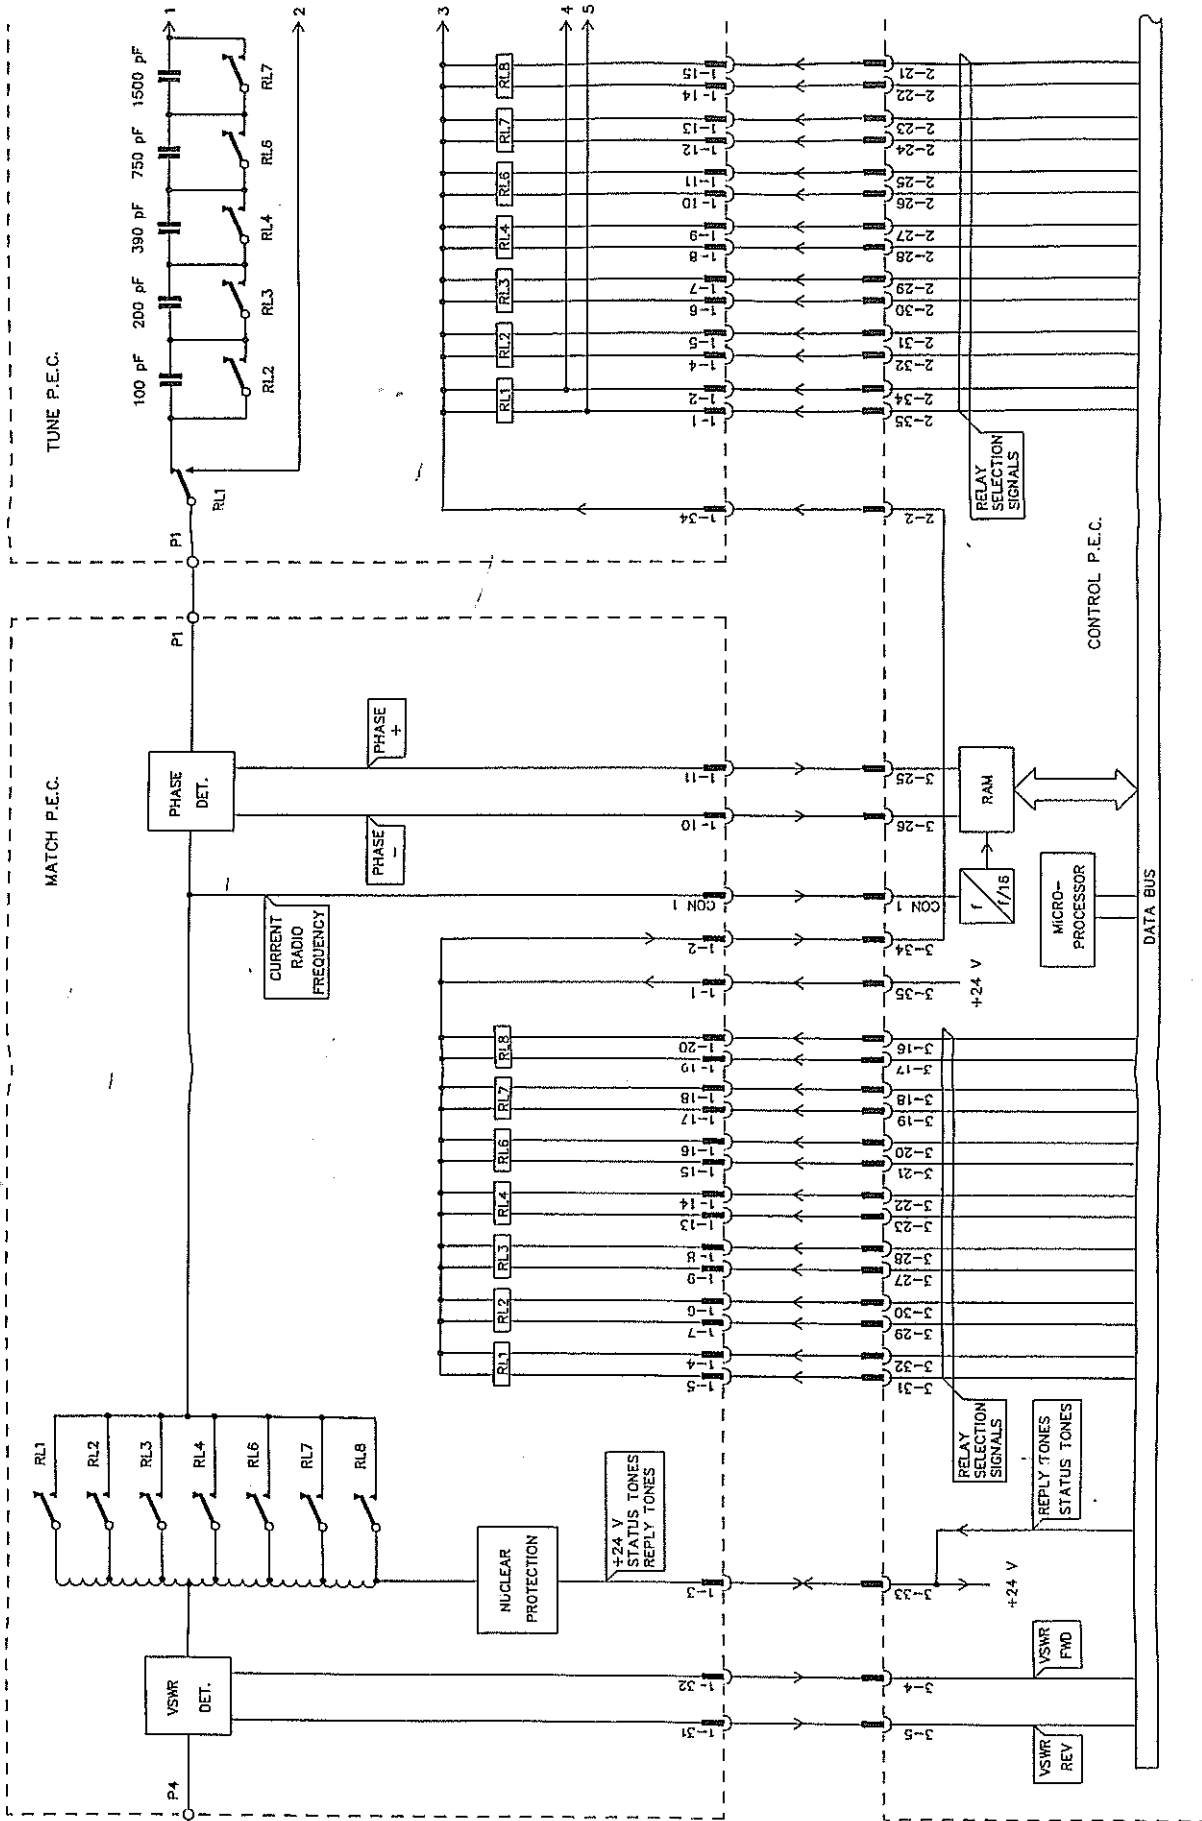 MATCH P.E.C.
TUNE P.E.C.
RL1
RL2
RL3
RL4
RL6
RL7
RL8
P4
VSWR
DET.
PHASE
DET.
P1
P1
RL1
100 pF
200 pF
390 pF
750 pF
1500 pF
RL2
RL3
RL4
RL6
RL7
1
2
CURRENT
RADIO
FREQUENCY
PHASE
-
PHASE
+
NUCLEAR
PROTECTION
RL1
RL2
RL3
RL4
RL6
RL7
RL8
RL1
RL2
RL3
RL4
RL6
RL7
RL8
3
4
5
+24 V
STATUS TONES
REPLY TONES
1-31
1-32
1-3
1-5
1-4
1-7
1-6
1-9
1-8
1-13
1-14
1-15
1-16
1-17
1-18
1-19
1-20
1-1
1-2
CON 1
1-10
1-11
1-34
1-1
1-2
1-4
1-5
1-6
1-7
1-8
1-9
1-10
1-11
1-12
1-13
1-14
1-15
3-5
3-4
3-33
3-31
3-32
3-29
3-30
3-27
3-28
3-23
3-22
3-21
3-20
3-19
3-18
3-17
3-16
3-35
3-34
CON 1
3-26
3-25
2-2
2-35
2-34
2-32
2-31
2-30
2-29
2-28
2-27
2-26
2-25
2-24
2-23
2-22
2-21
+24 V
RELAY
SELECTION
SIGNALS
+24 V
f
f/16
RAM
RELAY
SELECTION
SIGNALS
VSWR
REV
VSWR
FWD
REPLY TONES
STATUS TONES
MICRO-
PROCESSOR
CONTROL P.E.C.
DATA BUS